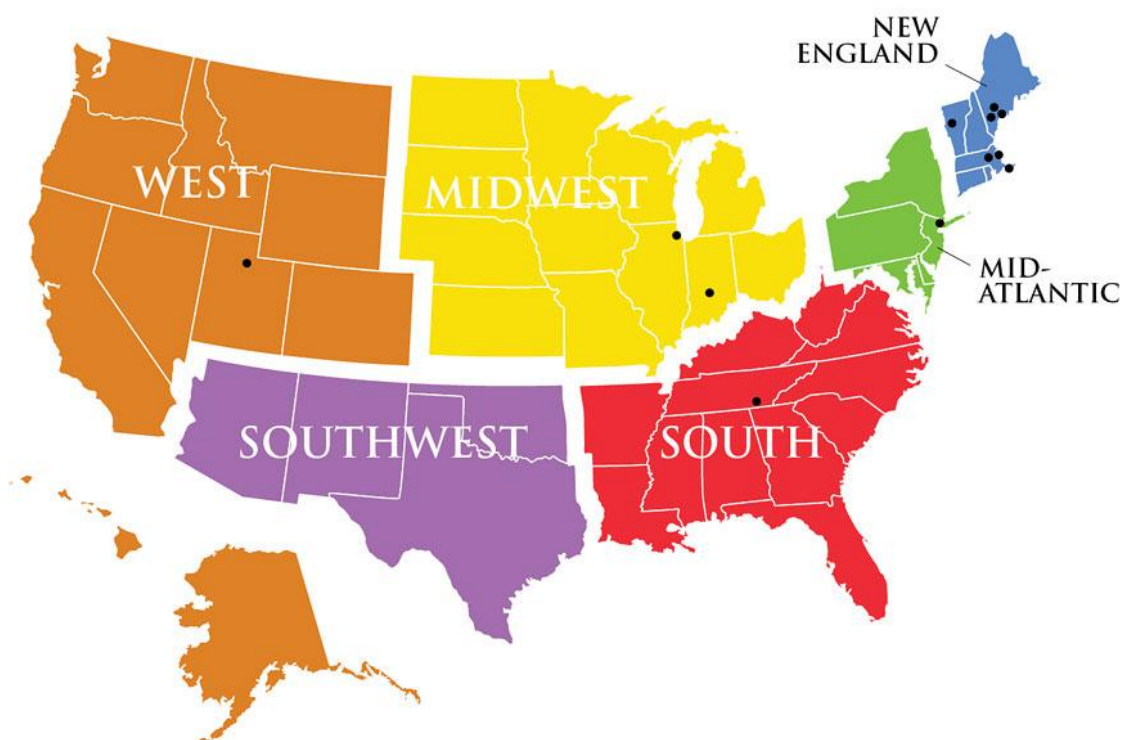 NEW
ENGLAND
WEST
MIDWEST
MID-
ATLANTIC
SOUTHWEST
SOUTH